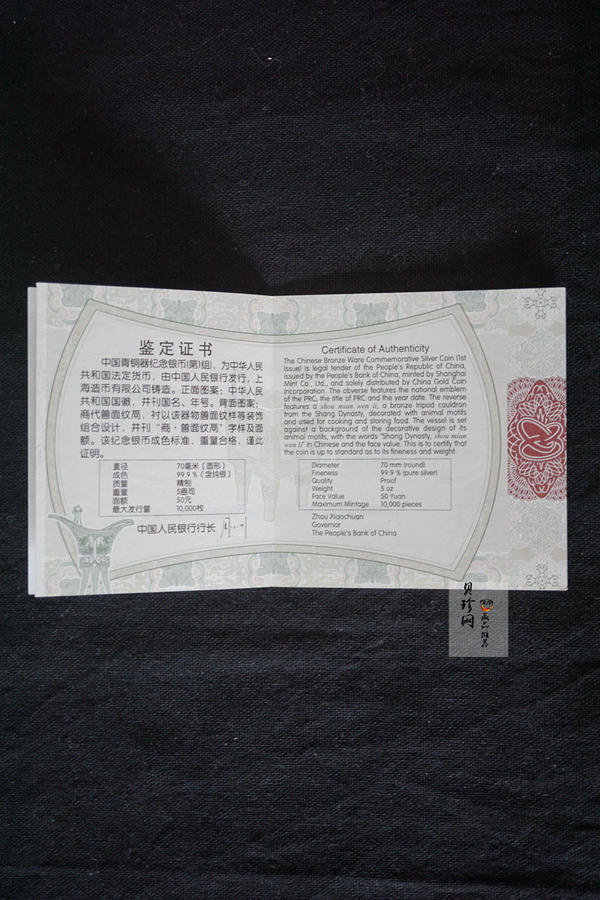 鉴定证书
中国青铜器纪念银币(第1组)，为中华人民
共和国法定货币，由中国人民银行发行，上
海造币有限公司铸造。正面图案：中华人民
共和国国徽，并刊国名、年号。背面图案：
商代兽面纹鬲，衬以该器物兽面纹样等装饰
组合设计，并刊“商·兽面纹鬲”字样及面
额。该纪念银币成色标准，重量合格，谨此
证明。
直径 70毫米（圆形）
成色 99.9％（含纯银）
质量 精制
重量 5盎司
面额 50元
最大发行量 10,000枚
中国人民银行行长
Certificate of Authenticity
The Chinese Bronze Ware Commemorative Silver Coin (1st
Issue) is legal tender of the People's Republic of China,
issued by the People's Bank of China, minted by Shanghai
Mint Co., Ltd., and solely distributed by China Gold Coin
Incorporation. The obverse features the national emblem
of the PRC, the title of PRC and the year date. The reverse
features a shou mian wen li, a bronze tripod cauldron
from the Shang Dynasty, decorated with animal motifs
and used for cooking and storing food. The vessel is set
against a background of the decorative design of its
animal motifs, with the words "Shang Dynasty, shou mian
wen li" in Chinese and the face value. This is to certify that
the coin is up to standard as to its fineness and weight.
Diameter 70 mm (round)
Fineness 99.9 % (pure silver)
Quality Proof
Weight 5 oz
Face Value 50 Yuan
Maximum Mintage 10,000 pieces
Zhou Xiaochuan
Governor
The People's Bank of China
贝珍网
藏品推荐